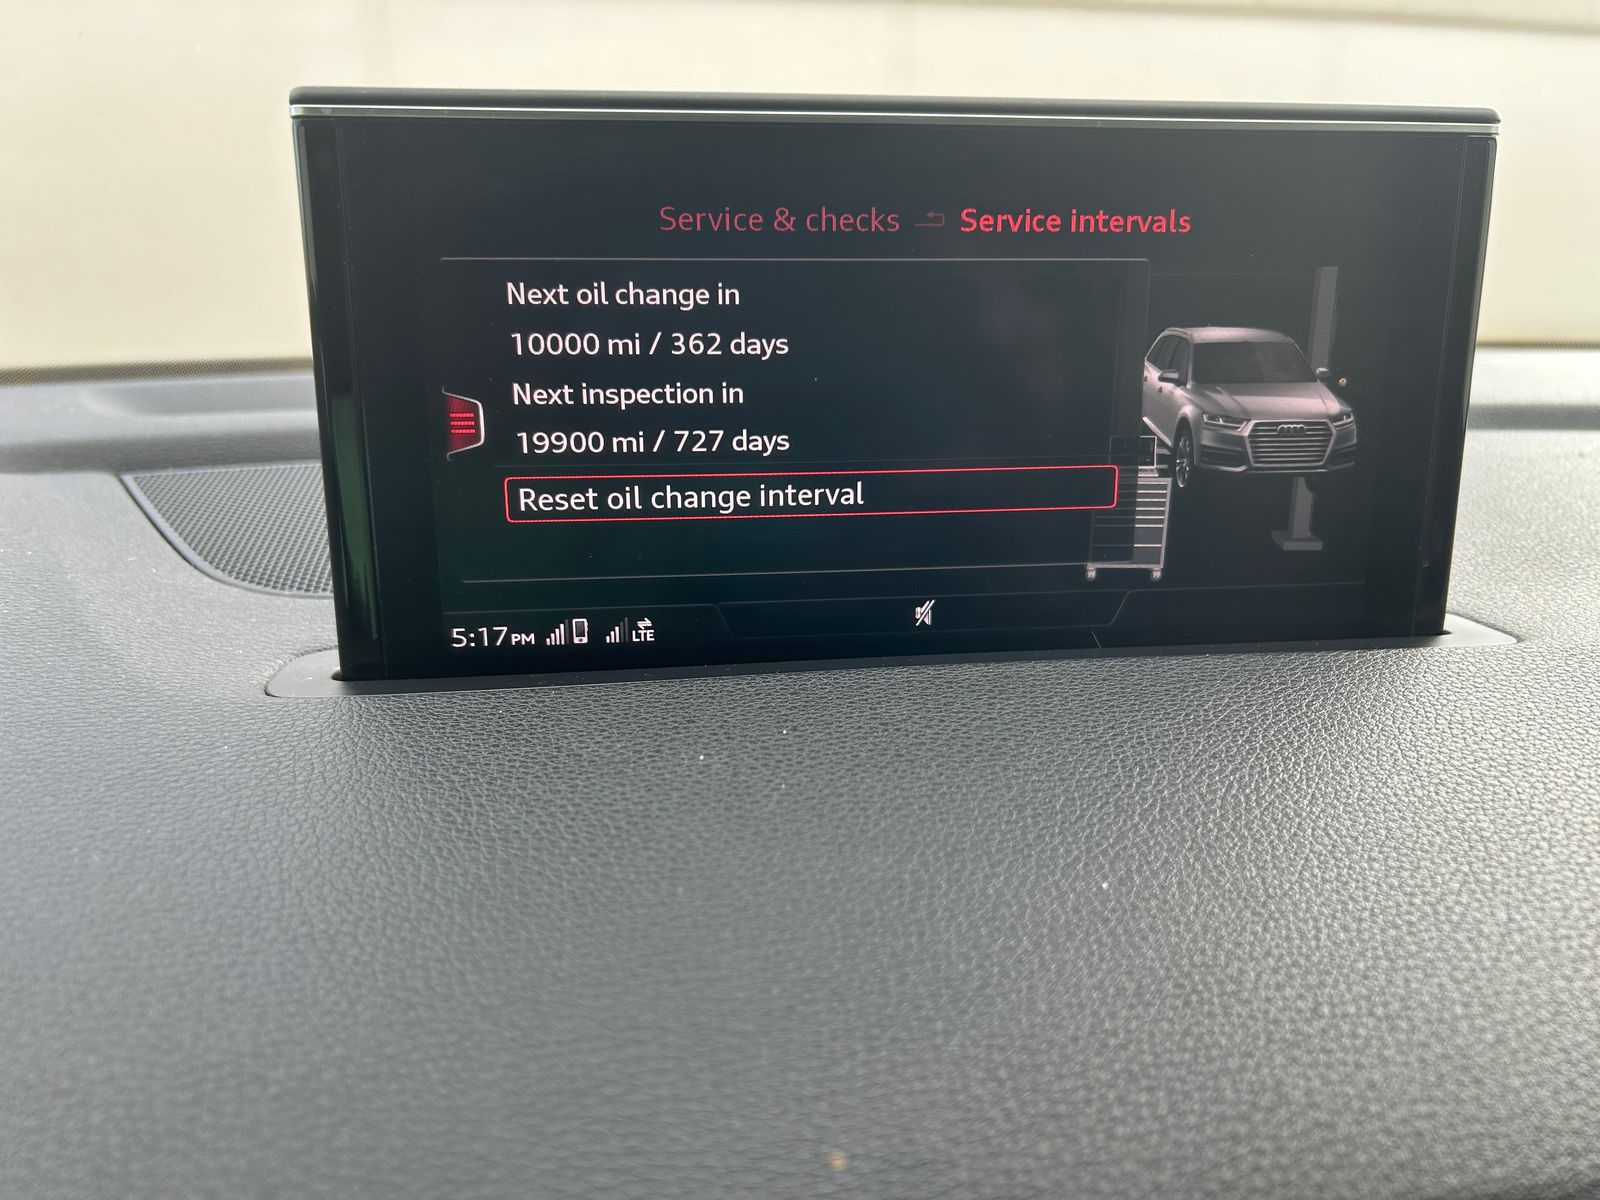 Service & checks Service intervals
Next oil change in
10000 mi / 362 days
Next inspection in
19900 mi / 727 days
Reset oil change interval
5:17PM LTE